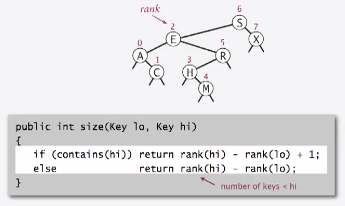 rank
6
S
2
7
E
X
0
5
A
R
1
3
C
H
4
M
public int size(Key lo, Key hi)
{
if (contains(hi)) return rank(hi) - rank(lo) + 1;
else return rank(hi) - rank(lo);
}
number of keys < hi